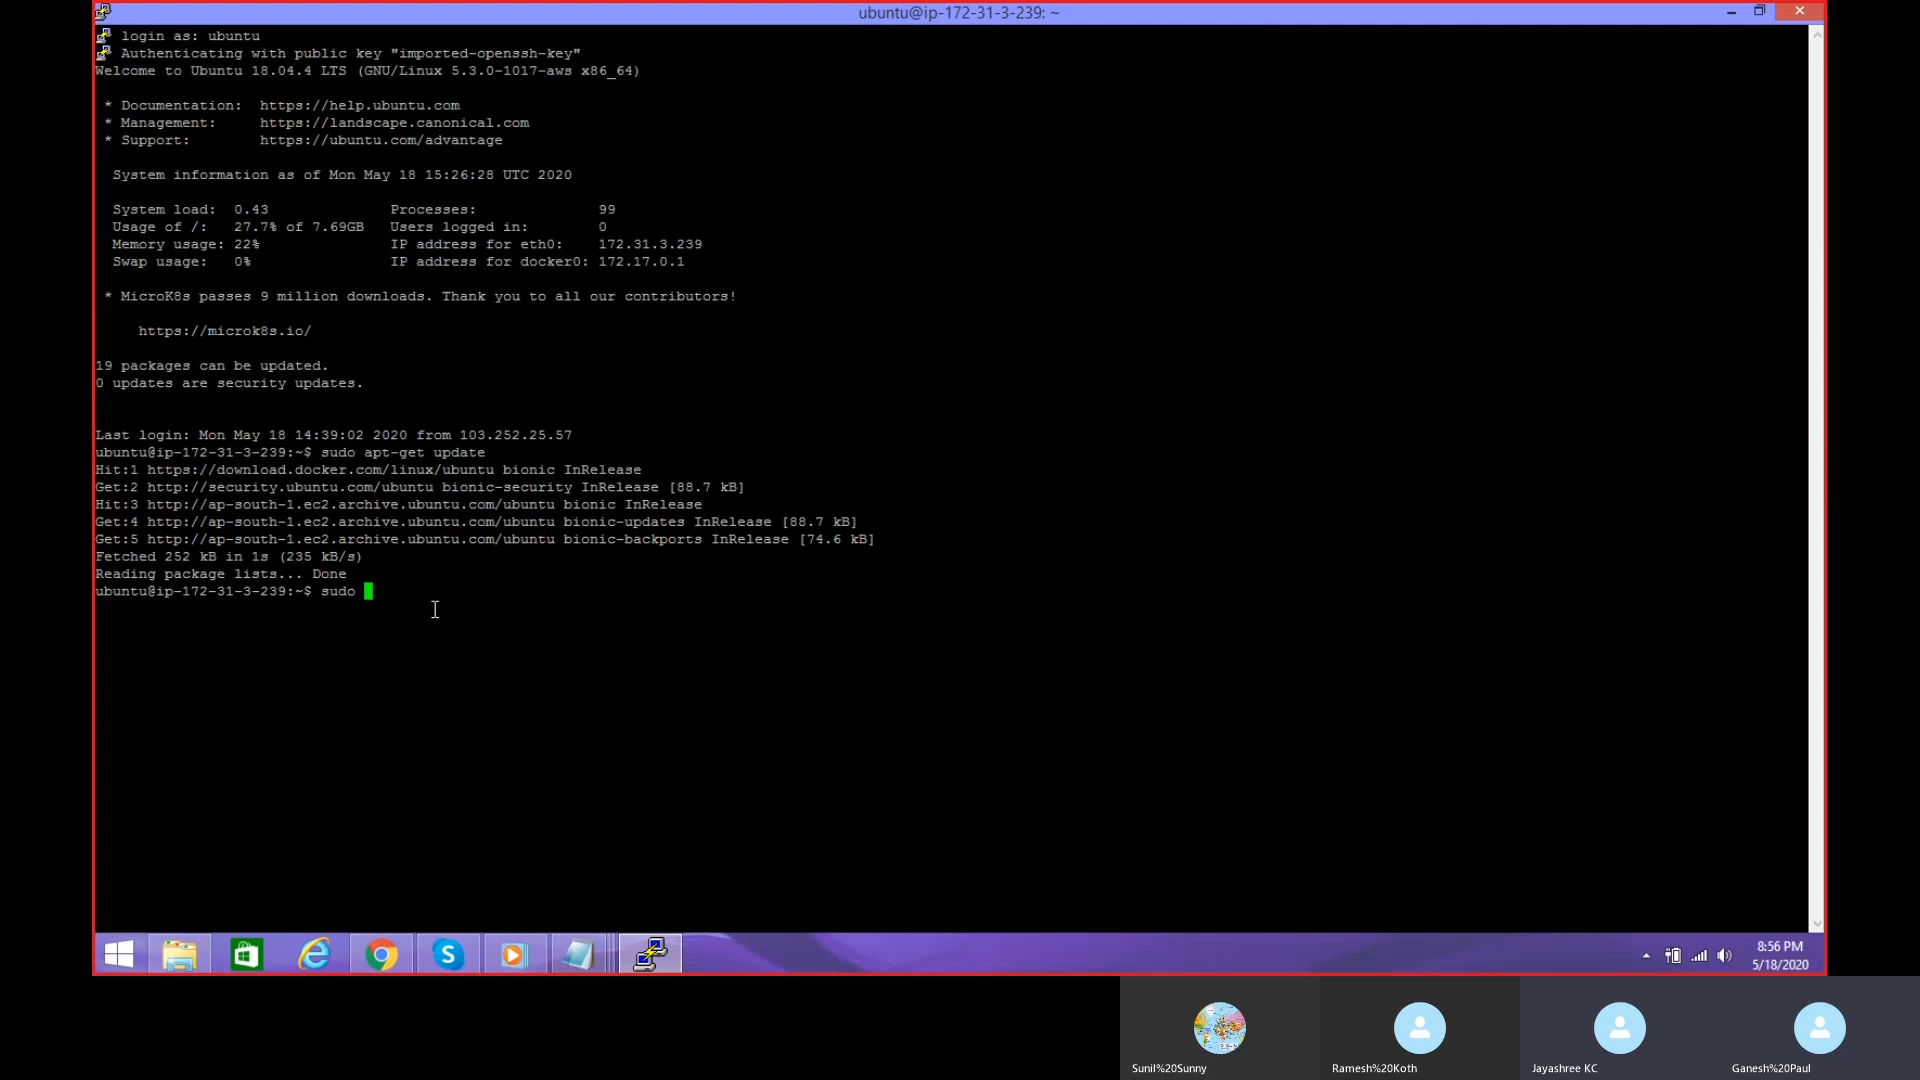 ubuntu@ip-172-31-3-239: ~
login as: ubuntu
Authenticating with public key "imported-openssh-key"
Welcome to Ubuntu 18.04.4 LTS (GNU/Linux 5.3.0-1017-aws x86_64)
* Documentation:  https://help.ubuntu.com
* Management:     https://landscape.canonical.com
* Support:        https://ubuntu.com/advantage
System information as of Mon May 18 15:26:28 UTC 2020
System load:  0.43              Processes:              99
Usage of /:   27.7% of 7.69GB   Users logged in:        0
Memory usage: 22%               IP address for eth0:    172.31.3.239
Swap usage:   0%                IP address for docker0: 172.17.0.1
* MicroK8s passes 9 million downloads. Thank you to all our contributors!
https://microk8s.io/
19 packages can be updated.
0 updates are security updates.
Last login: Mon May 18 14:39:02 2020 from 103.252.25.57
ubuntu@ip-172-31-3-239:~$ sudo apt-get update
Hit:1 https://download.docker.com/linux/ubuntu bionic InRelease
Get:2 http://security.ubuntu.com/ubuntu bionic-security InRelease [88.7 kB]
Hit:3 http://ap-south-1.ec2.archive.ubuntu.com/ubuntu bionic InRelease
Get:4 http://ap-south-1.ec2.archive.ubuntu.com/ubuntu bionic-updates InRelease [88.7 kB]
Get:5 http://ap-south-1.ec2.archive.ubuntu.com/ubuntu bionic-backports InRelease [74.6 kB]
Fetched 252 kB in 1s (235 kB/s)
Reading package lists... Done
ubuntu@ip-172-31-3-239:~$ sudo
8:56 PM
5/18/2020
Sunil%20Sunny
Ramesh%20Koth
Jayashree KC
Ganesh%20Paul